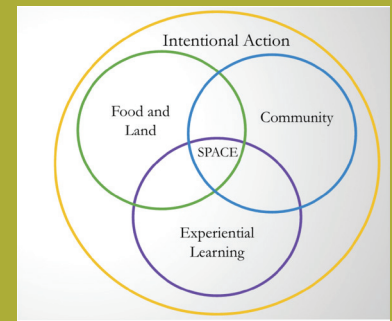 Intentional Action
Food and
Land
Community
SPACE
Experiential
Learning